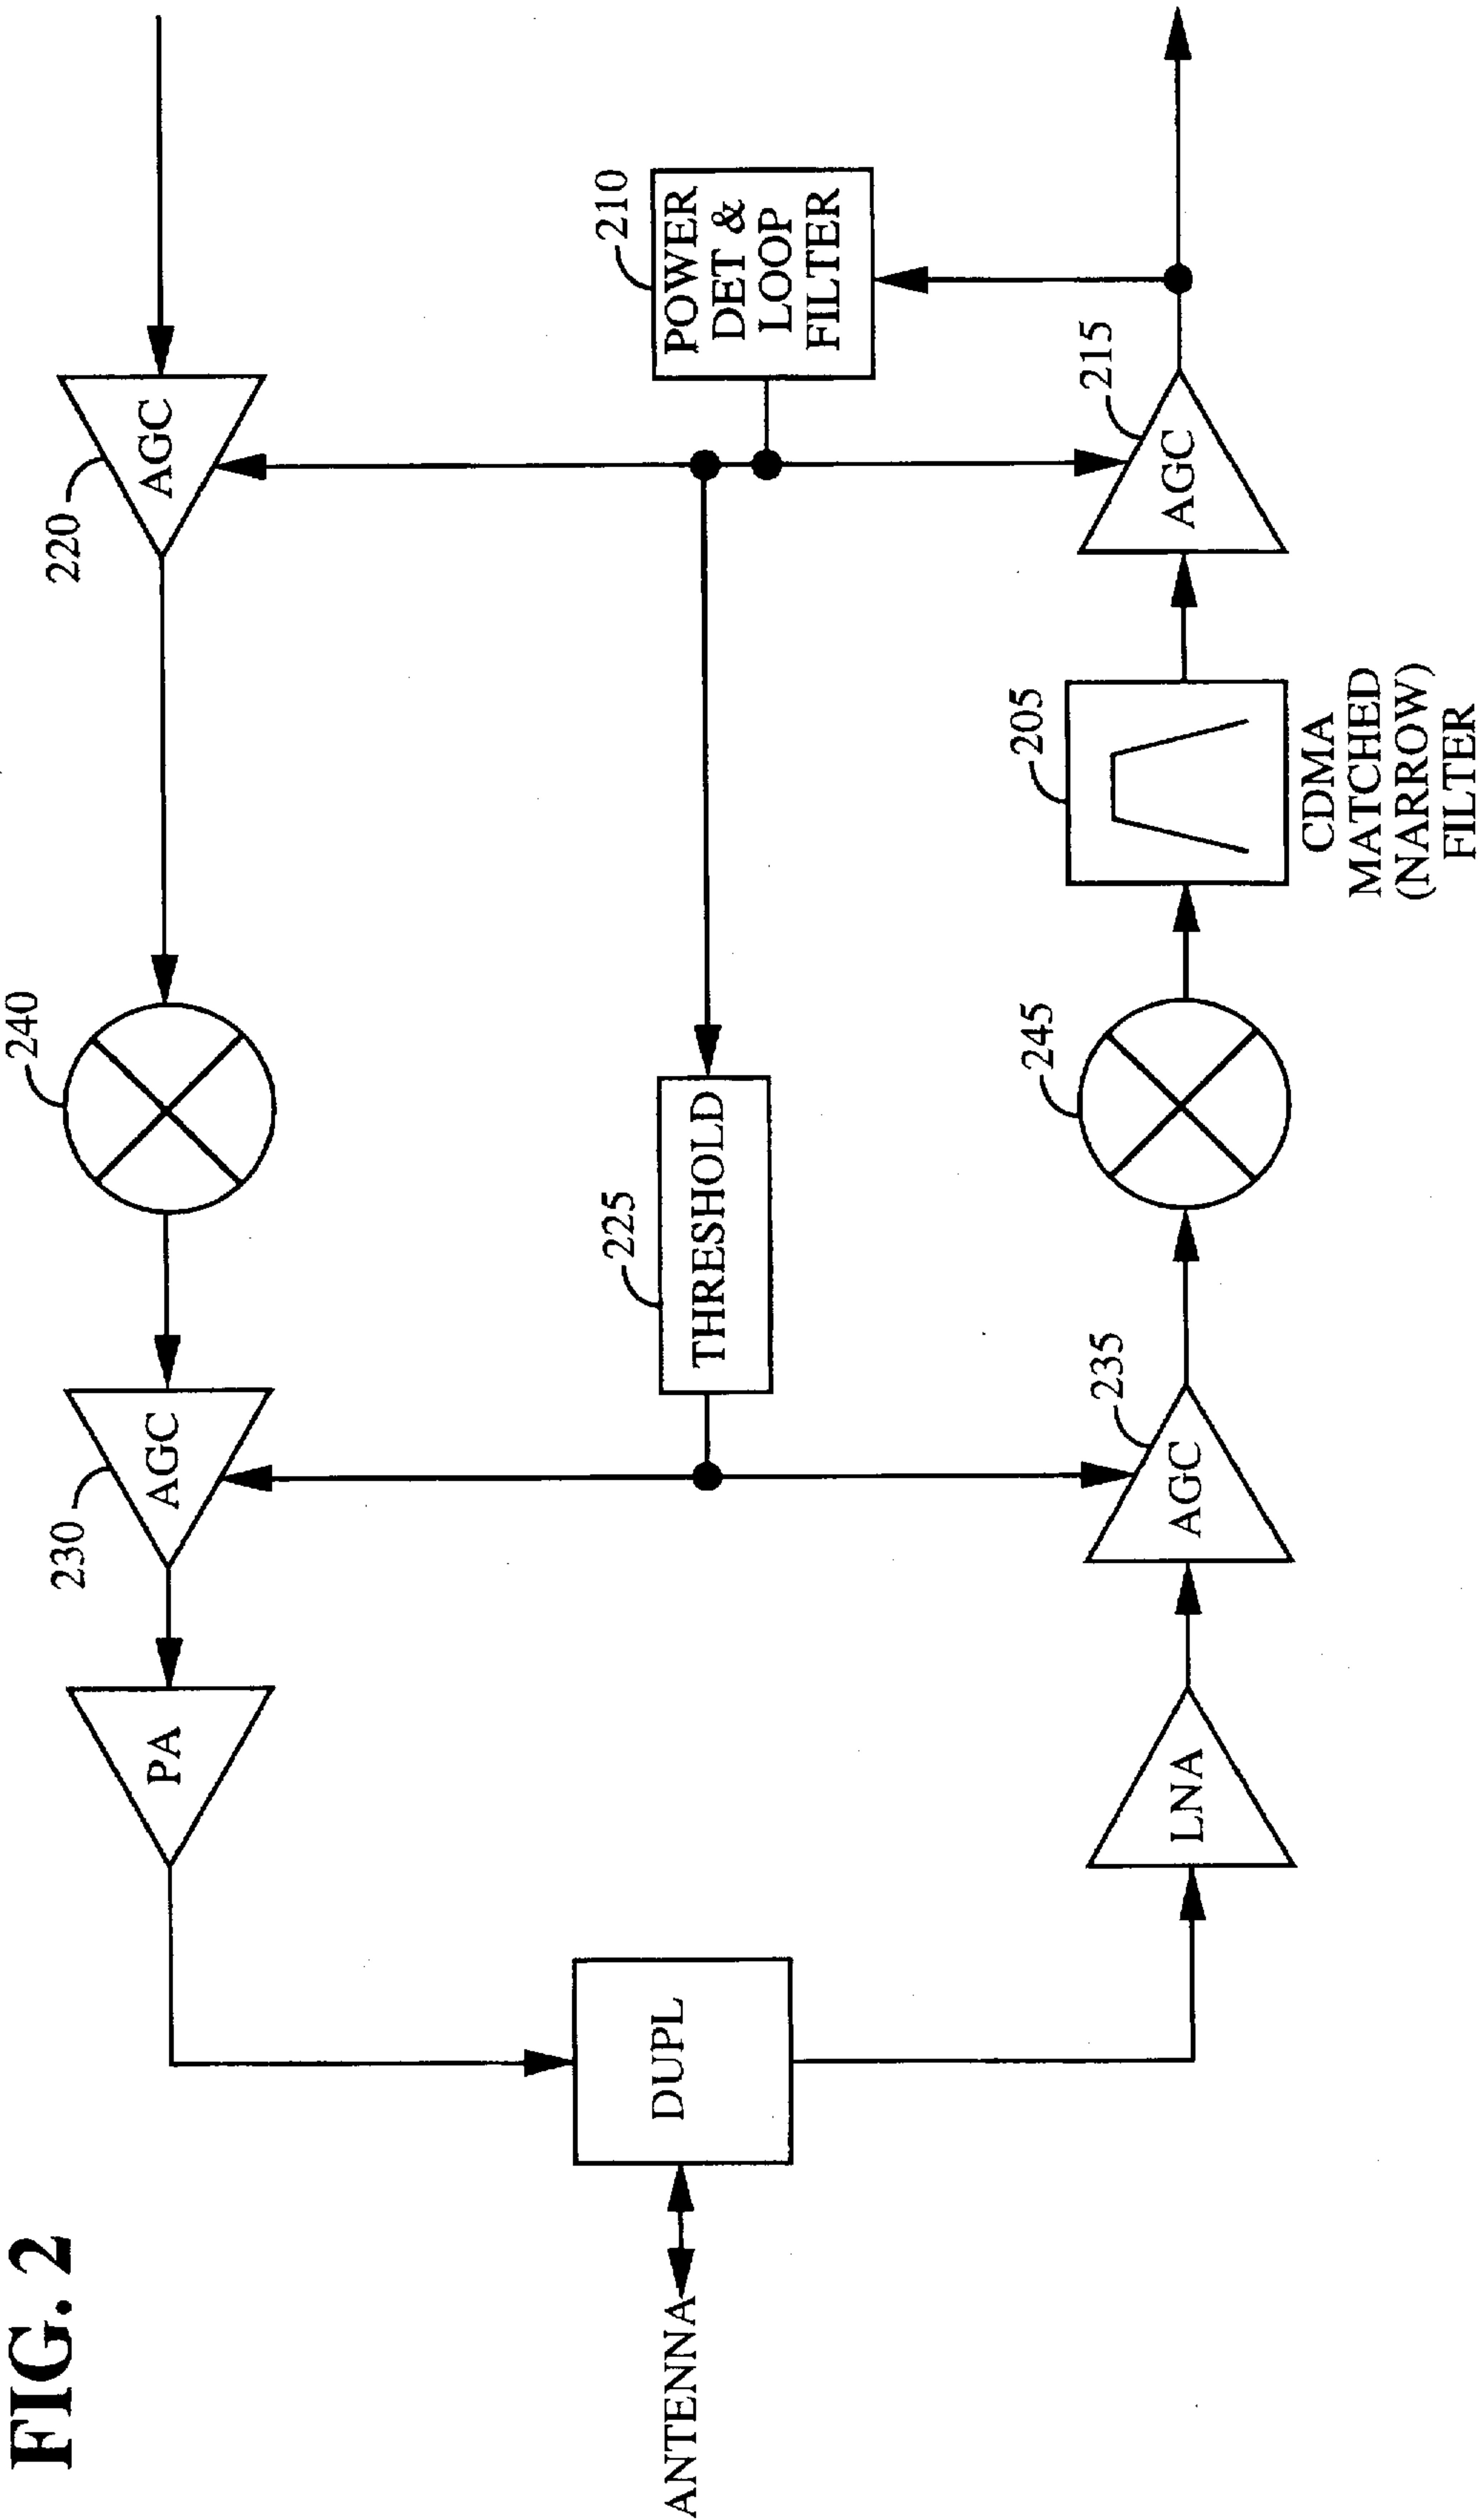 FIG. 2
220
AGC
240
230
AGC
PA
210
POWER
DET &
LOOP
FILTER
225
THRESHOLD
DUPL
ANTENNA
LNA
235
AGC
245
205
CDMA
MATCHED
(NARROW)
FILTER
215
AGC